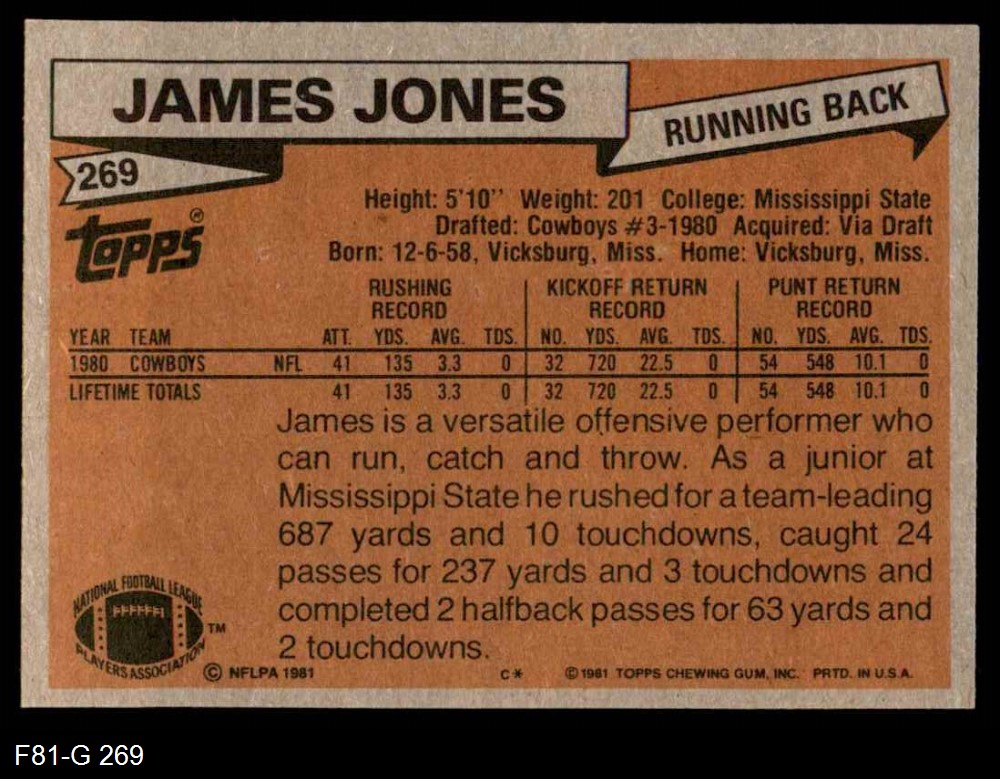 JAMES JONES
RUNNING BACK
269
topps®
Height: 5'10'' Weight: 201 College: Mississippi State
Drafted: Cowboys #3-1980 Acquired: Via Draft
Born: 12-6-58, Vicksburg, Miss. Home: Vicksburg, Miss.
RUSHING KICKOFF RETURN PUNT RETURN
RECORD RECORD RECORD
YEAR TEAM ATT. YDS. AVG. TDS. NO. YDS. AVG. TDS. NO. YDS. AVG. TDS.
1980 COWBOYS NFL 41 135 3.3 0 32 720 22.5 0 54 548 10.1 0
LIFETIME TOTALS 41 135 3.3 0 32 720 22.5 0 54 548 10.1 0
James is a versatile offensive performer who
can run, catch and throw. As a junior at
Mississippi State he rushed for a team-leading
687 yards and 10 touchdowns, caught 24
passes for 237 yards and 3 touchdowns and
completed 2 halfback passes for 63 yards and
2 touchdowns.
NATIONAL FOOTBALL LEAGUE
PLAYERS ASSOCIATION TM
© NFLPA 1981 C* ©1981 TOPPS CHEWING GUM, INC. PRTD. IN U.S.A.
F81-G 269